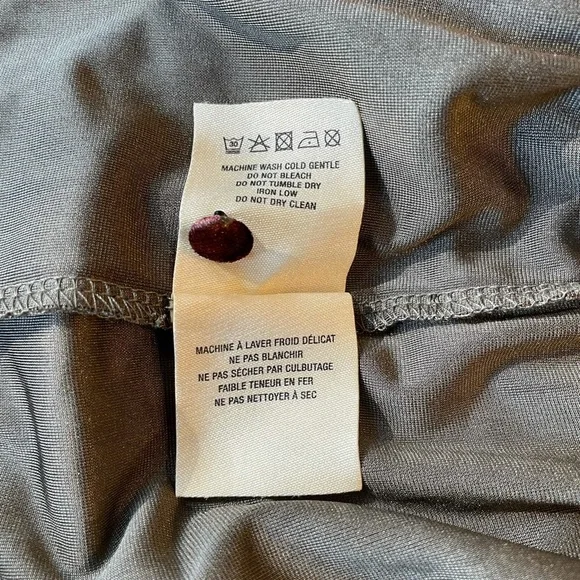 30
MACHINE WASH COLD GENTLE
DO NOT BLEACH
DO NOT TUMBLE DRY
IRON LOW
DO NOT DRY CLEAN
MACHINE À LAVER FROID DÉLICAT
NE PAS BLANCHIR
NE PAS SÉCHER PAR CULBUTAGE
FAIBLE TENEUR EN FER
NE PAS NETTOYER À SEC